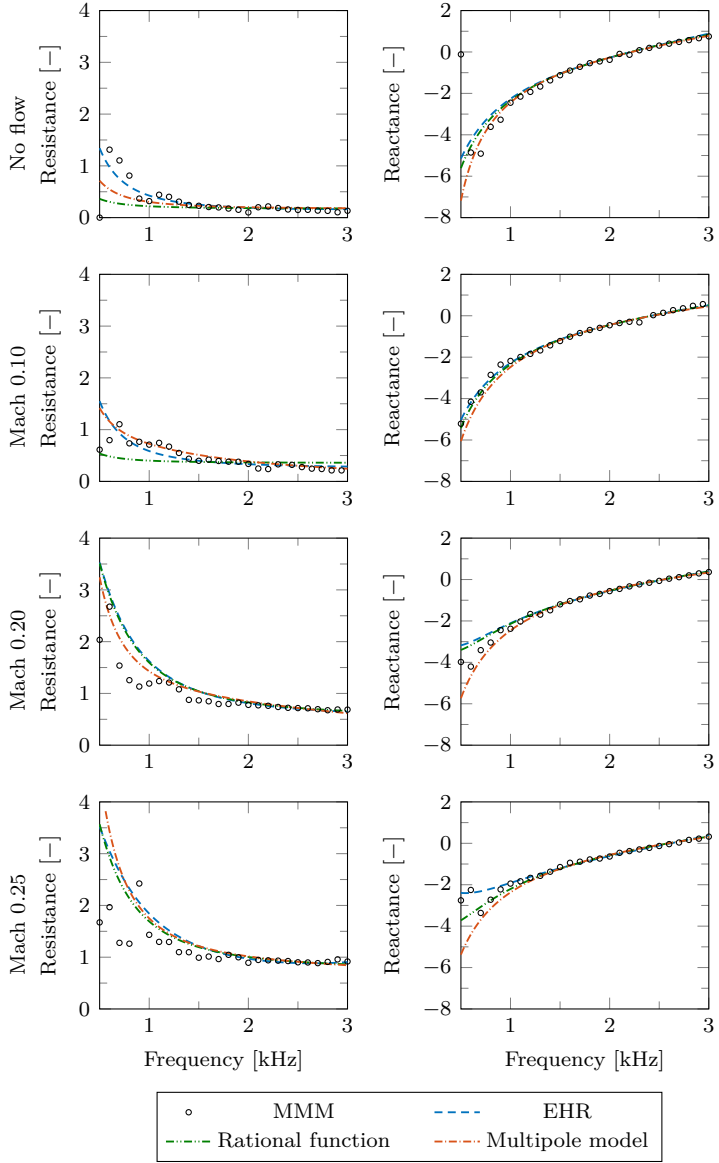 No flow
Resistance [−]
4
3
2
1
0
1 2 3
Reactance [−]
2
0
−2
−4
−6
−8
1 2 3
Mach 0.10
Resistance [−]
4
3
2
1
0
1 2 3
Reactance [−]
2
0
−2
−4
−6
−8
1 2 3
Mach 0.20
Resistance [−]
4
3
2
1
0
1 2 3
Reactance [−]
2
0
−2
−4
−6
−8
1 2 3
Mach 0.25
Resistance [−]
4
3
2
1
0
1 2 3
Frequency [kHz]
Reactance [−]
2
0
−2
−4
−6
−8
1 2 3
Frequency [kHz]
MMM EHR
Rational function Multipole model